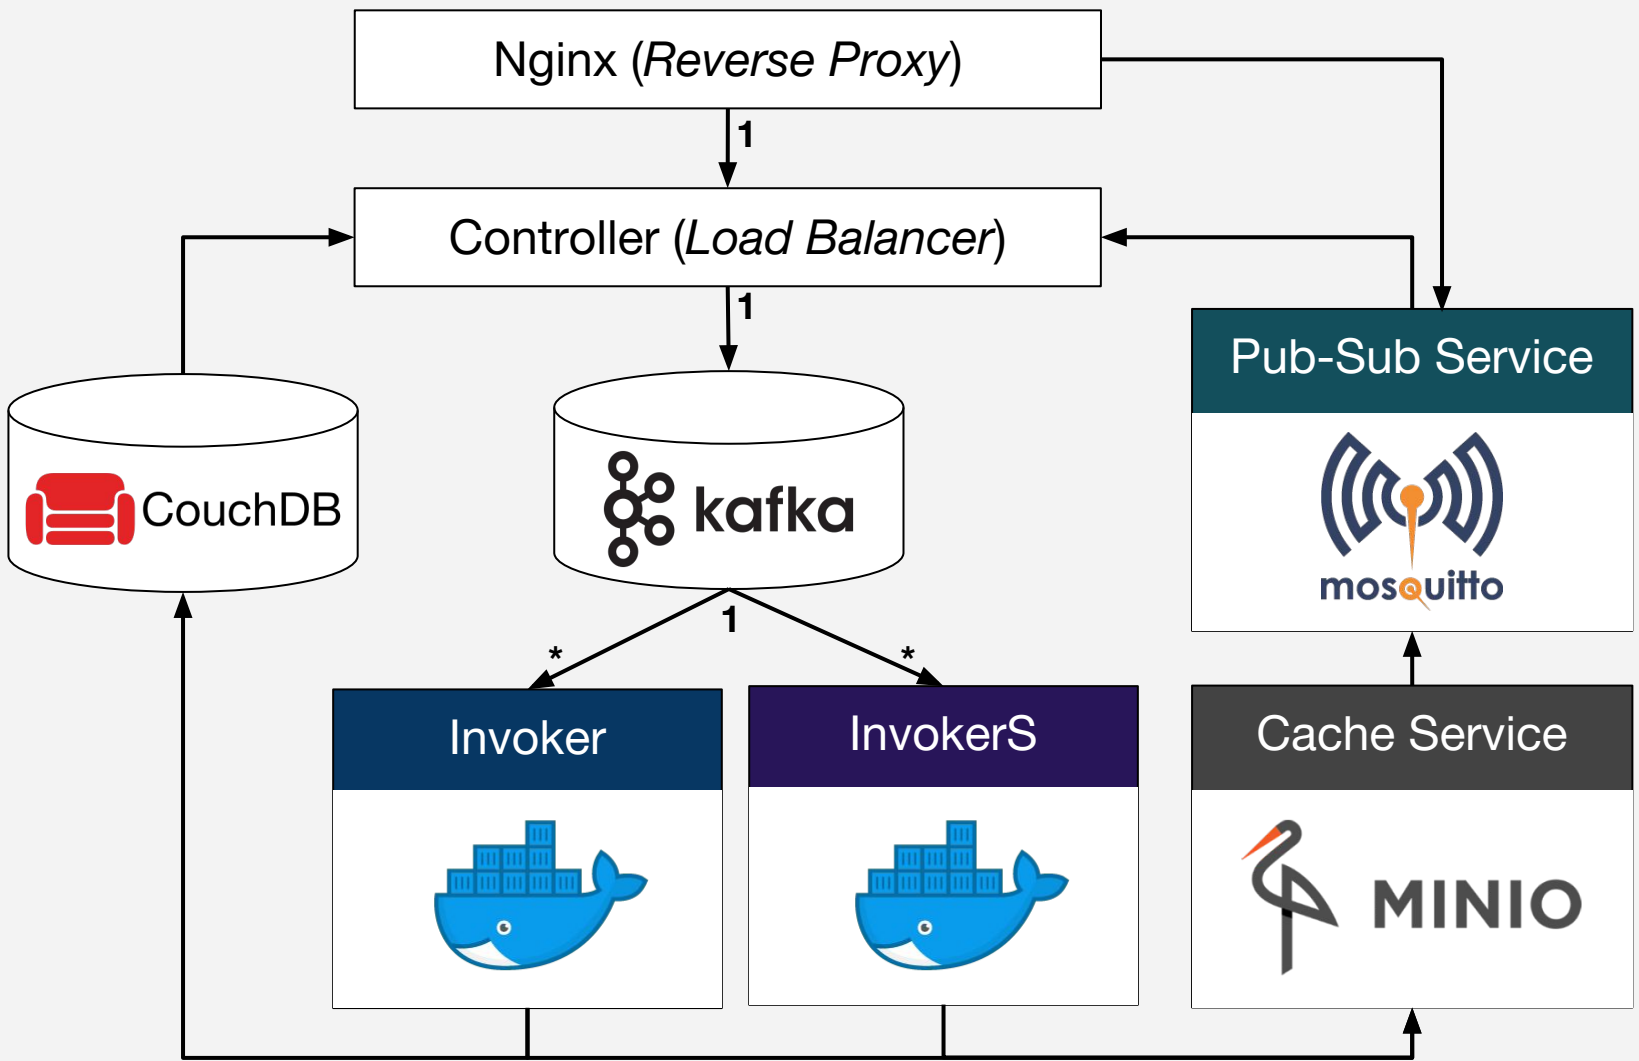 Nginx (Reverse Proxy)
1
Controller (Load Balancer)
1
Pub-Sub Service
CouchDB
kafka
mosquitto
1
*
*
Invoker
InvokerS
Cache Service
MINIO